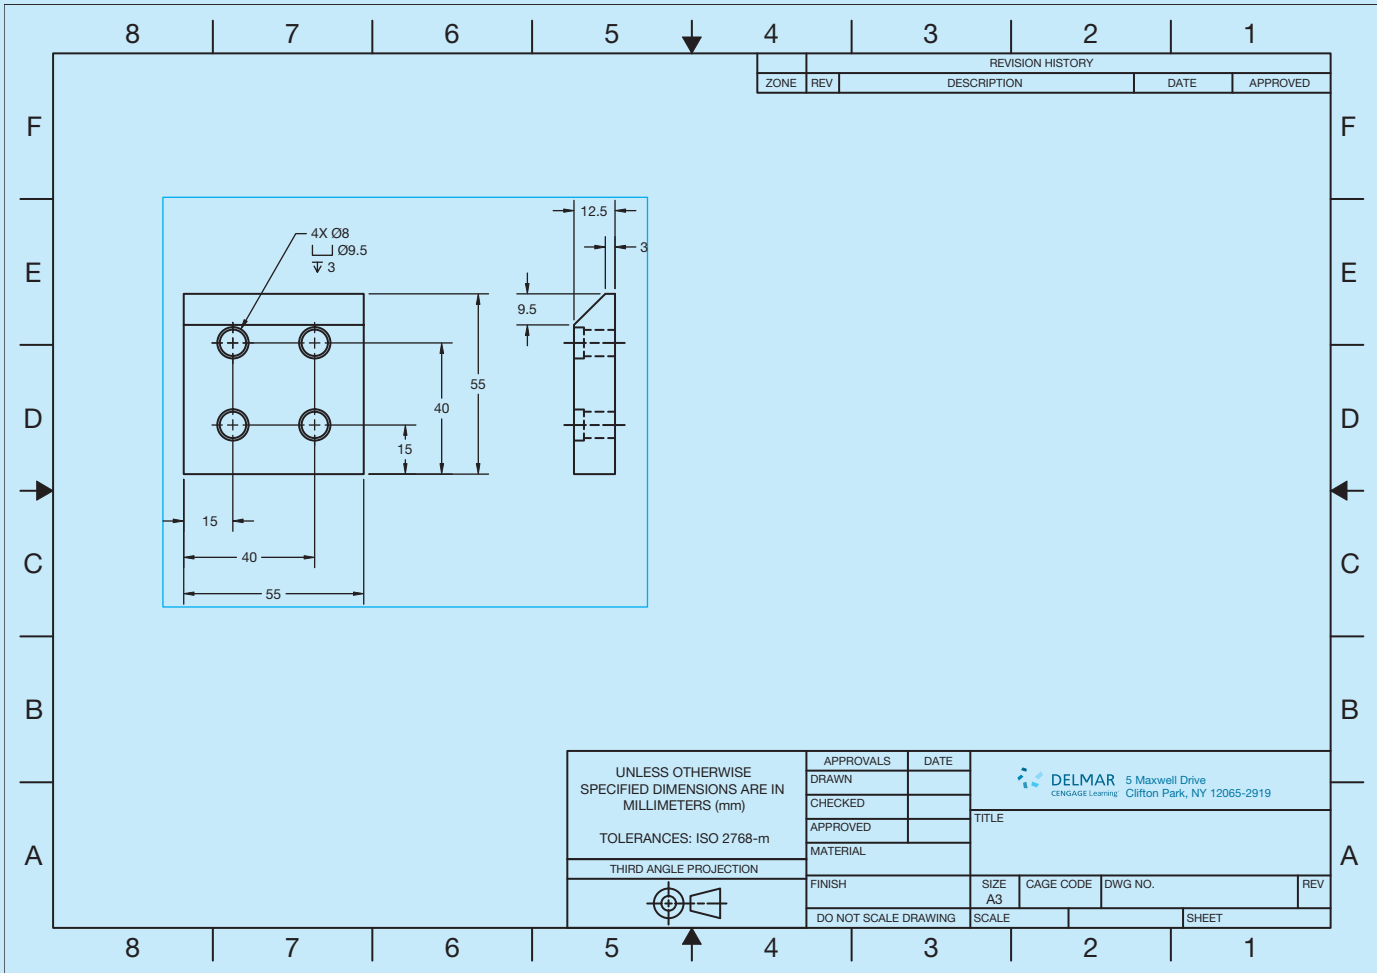 8 7 6 5 4 3 2 1
REVISION HISTORY
ZONE REV DESCRIPTION DATE APPROVED
F F
12.5
4X Ø8
Ø9.5
3
3
E E
9.5
55
40
D D
15
15
40
C C
55
B B
UNLESS OTHERWISE
SPECIFIED DIMENSIONS ARE IN
MILLIMETERS (mm)
TOLERANCES: ISO 2768-m
THIRD ANGLE PROJECTION
APPROVALS DATE
DRAWN
CHECKED
APPROVED
MATERIAL
FINISH
DO NOT SCALE DRAWING
DELMAR 5 Maxwell Drive
CENGAGE Learning Clifton Park, NY 12065-2919
TITLE
SIZE CAGE CODE DWG NO. REV
A3
SCALE SHEET
A A
8 7 6 5 4 3 2 1